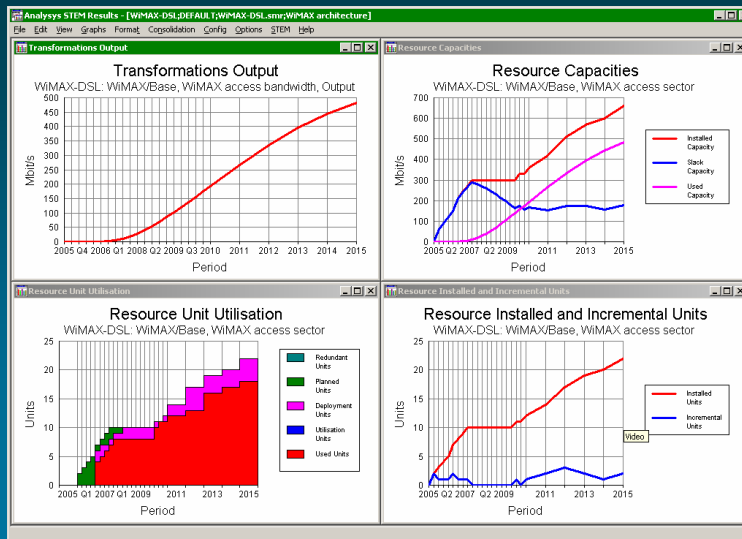 Analysys STEM Results - [WiMAX-DSL;DEFAULT;WiMAX-DSL.smr;WiMAX architecture]
File Edit View Graphs Format Consolidation Config Options STEM Help
Transformations Output
Transformations Output
WiMAX-DSL: WiMAX/Base, WiMAX access bandwidth, Output
500
450
400
350
300
250
200
150
100
50
0
Mbit/s
2005 Q4 2006 Q1 2007 Q2 2008 Q1 2009 Q3 2010 2011 2012 2013 2014 2015
Period
Resource Capacities
Resource Capacities
WiMAX-DSL: WiMAX/Base, WiMAX access sector
700
600
500
400
300
200
100
0
Mbit/s
2005 Q2 2007 Q2 2009 2011 2013 2015
Period
Installed
Capacity
Slack
Capacity
Used
Capacity
Resource Unit Utilisation
Resource Unit Utilisation
WiMAX-DSL: WiMAX/Base, WiMAX access sector
25
20
15
10
5
0
Units
2005 Q1 2007 Q1 2009 2011 2013 2015
Period
Redundant
Units
Planned
Units
Deployment
Units
Utilisation
Units
Used Units
Resource Installed and Incremental Units
Resource Installed and Incremental Units
WiMAX-DSL: WiMAX/Base, WiMAX access sector
25
20
15
10
5
0
Units
2005 Q2 2007 Q2 2009 2011 2013 2015
Period
Installed
Units
Incremental
Units
Video